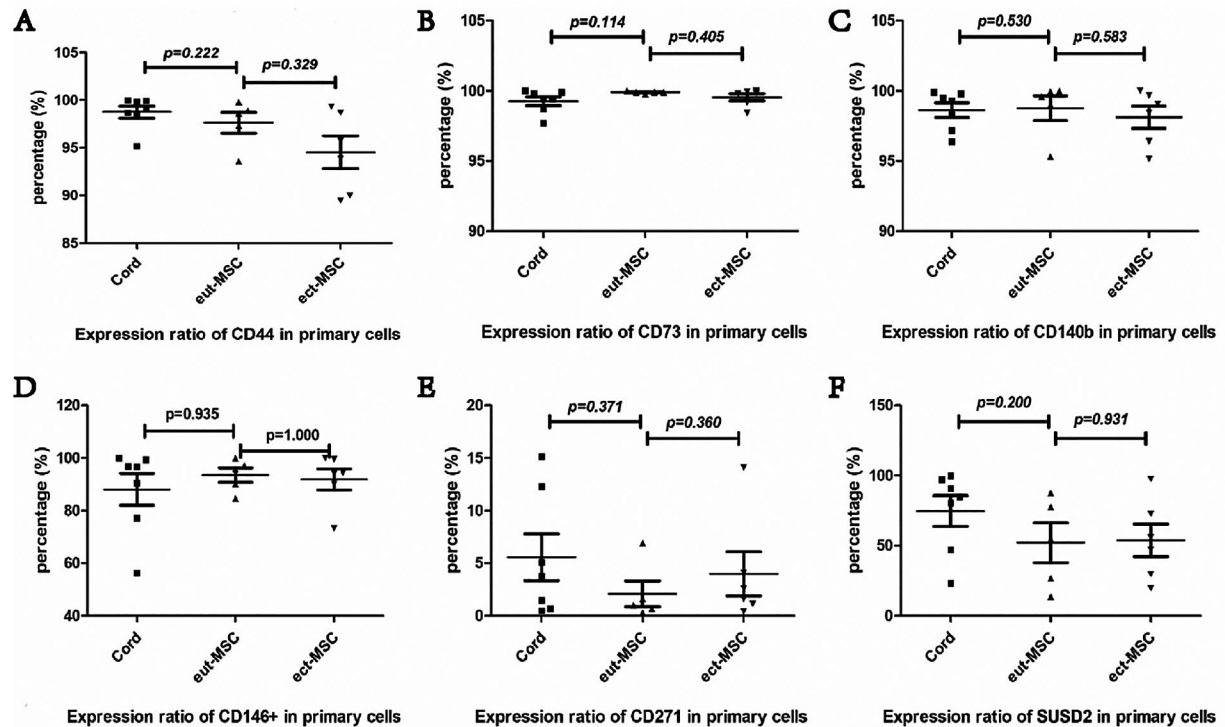 A
p=0.222
p=0.329
105
100
95
90
85
percentage (%)
Cord
eut-MSC
ect-MSC
Expression ratio of CD44 in primary cells
B
p=0.114
p=0.405
105
100
95
90
percentage (%)
Cord
eut-MSC
ect-MSC
Expression ratio of CD73 in primary cells
C
p=0.530
p=0.583
105
100
95
90
percentage (%)
Cord
eut-MSC
ect-MSC
Expression ratio of CD140b in primary cells
D
p=0.935
p=1.000
120
100
80
60
40
percentage (%)
Cord
eut-MSC
ect-MSC
Expression ratio of CD146+ in primary cells
E
p=0.371
p=0.360
20
15
10
5
0
percentage (%)
Cord
eut-MSC
ect-MSC
Expression ratio of CD271 in primary cells
F
p=0.200
p=0.931
150
100
50
0
percentage (%)
Cord
eut-MSC
ect-MSC
Expression ratio of SUSD2 in primary cells